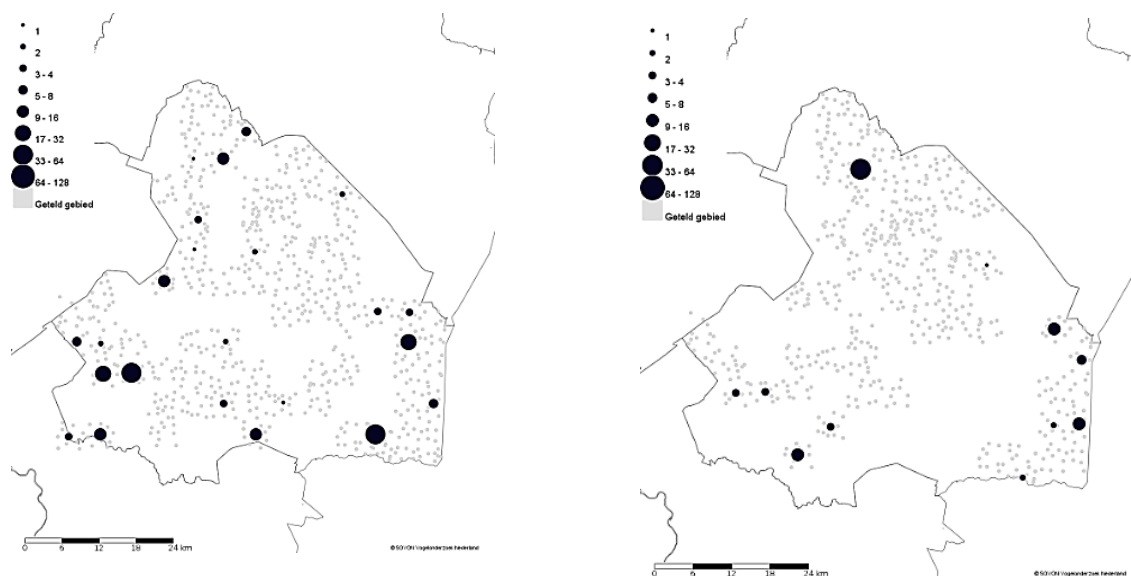 1
2
3 - 4
5 - 8
9 - 16
17 - 32
33 - 64
64 - 128
Geteld gebied
0 6 12 18 24 km
© SOVON Vogelonderzoek Nederland
1
2
3 - 4
5 - 8
9 - 16
17 - 32
33 - 64
64 - 128
Geteld gebied
0 6 12 18 24 km
© SOVON Vogelonderzoek Nederland